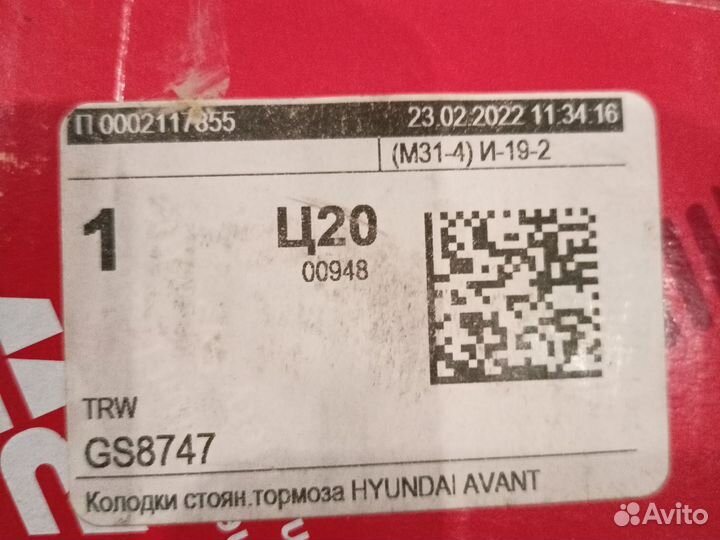 П 0002117855 23.02.2022 11:34:16
(М31-4) И-19-2
1 Ц20
00948
TRW
GS8747
Колодки стоян.тормоза HYUNDAI AVANT
Avito